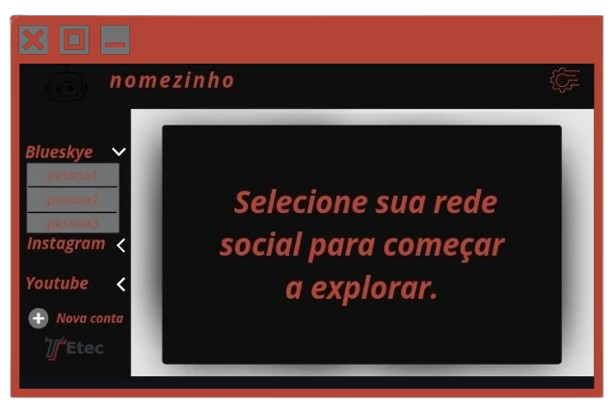 nomezinho
Blueskye
pessoa1
pessoa2
pessoa3
Instagram
Youtube
Nova conta
Etec
Selecione sua rede
social para começar
a explorar.